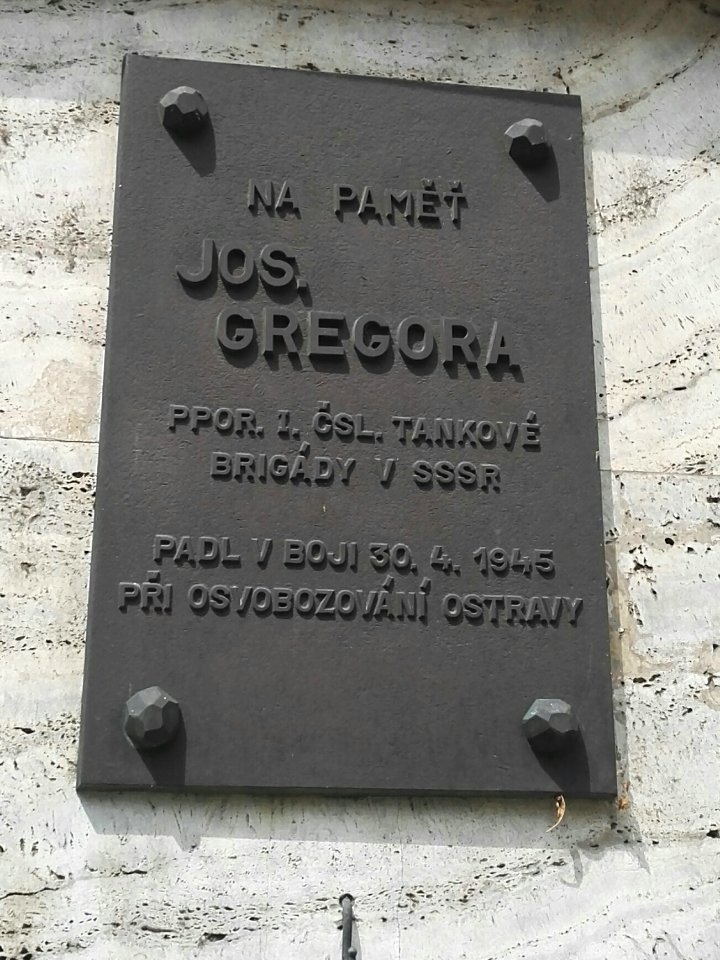 NA PAMĚŤ
JOS.
GREGORA
PPOR. I. ČSL. TANKOVÉ
BRIGÁDY V SSSR
PADL V BOJI 30. 4. 1945
PŘI OSVOBOZOVÁNÍ OSTRAVY